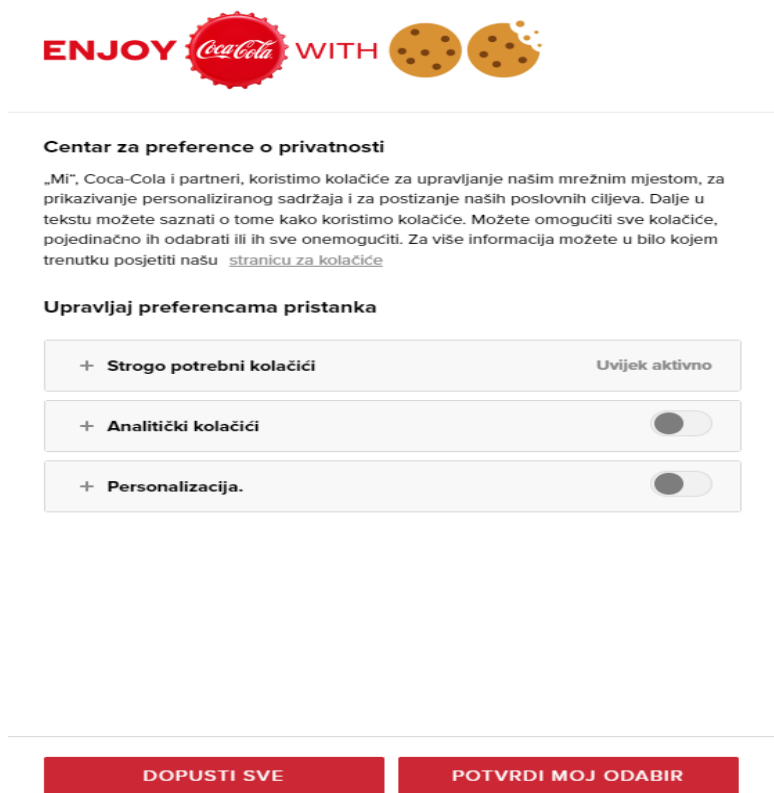 ENJOY Coca-Cola WITH
Centar za preference o privatnosti
„Mi“, Coca-Cola i partneri, koristimo kolačiće za upravljanje našim mrežnim mjestom, za
prikazivanje personaliziranog sadržaja i za postizanje naših poslovnih ciljeva. Dalje u
tekstu možete saznati o tome kako koristimo kolačiće. Možete omogućiti sve kolačiće,
pojedinačno ih odabrati ili ih sve onemogućiti. Za više informacija možete u bilo kojem
trenutku posjetiti našu stranicu za kolačiće
Upravljaj preferencama pristanka
+ Strogo potrebni kolačići Uvijek aktivno
+ Analitički kolačići
+ Personalizacija.
DOPUSTI SVE POTVRDI MOJ ODABIR